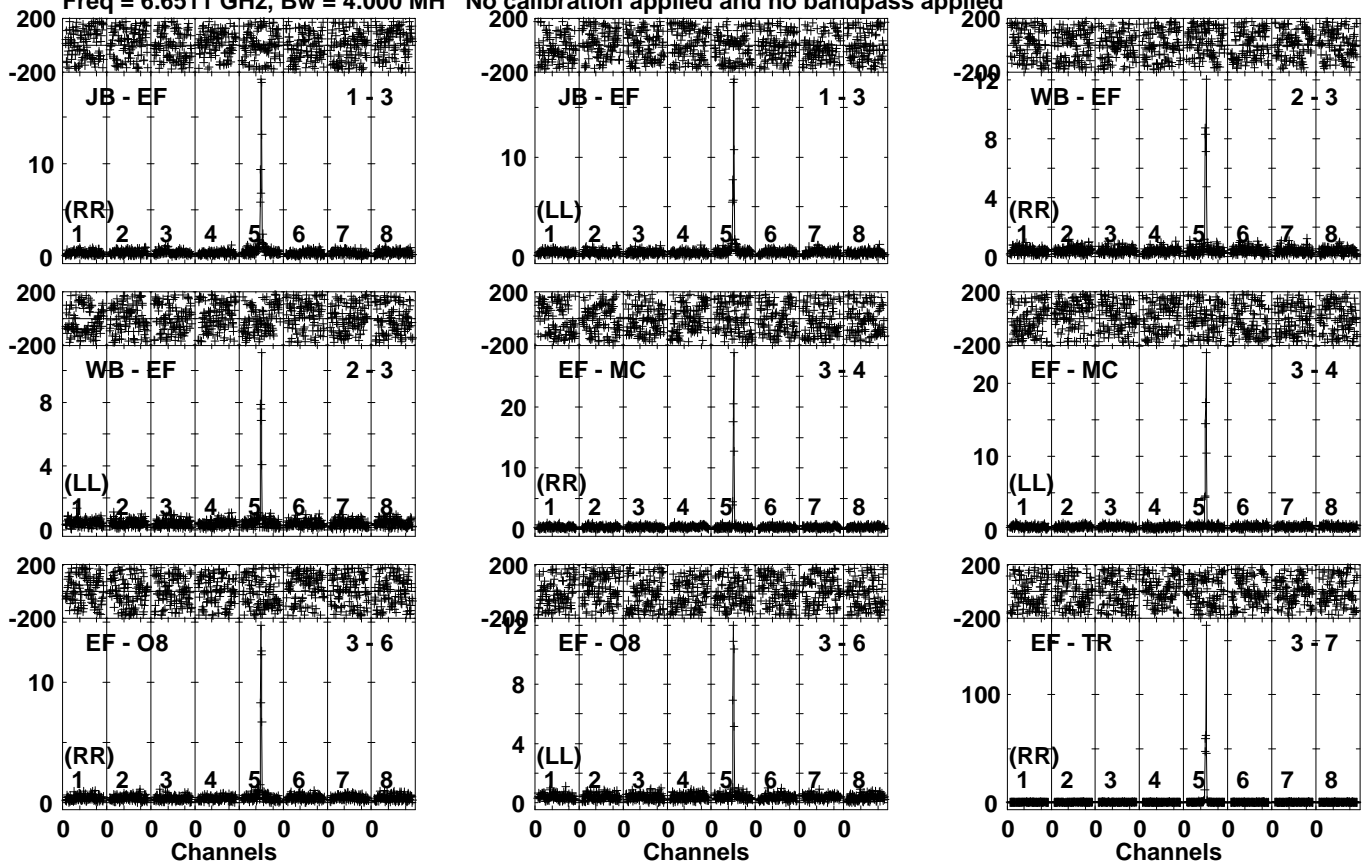 Freq = 6.6511 GHz, Bw = 4.000 MH No calibration applied and no bandpass applied
200 200 200
-200 -200 -200
JB - EF 1 - 3 JB - EF 1 - 3 12 WB - EF 2 - 3
8
10 10
4
(RR) (LL) (RR)
1 2 3 4 5 6 7 8 1 2 3 4 5 6 7 8 1 2 3 4 5 6 7 8
0 0 0
200 200 200
-200 -200 -200
WB - EF 2 - 3 EF - MC 3 - 4 EF - MC 3 - 4
8 20 20
4 10 10
(LL) (RR) (LL)
1 2 3 4 5 6 7 8 1 2 3 4 5 6 7 8 1 2 3 4 5 6 7 8
0 0 0
200 200 200
-200 -200 -200
12
EF - O8 3 - 6 EF - O8 3 - 6 EF - TR 3 - 7
10 8 100
4
(RR) (LL) (RR)
1 2 3 4 5 6 7 8 1 2 3 4 5 6 7 8 1 2 3 4 5 6 7 8
0 0 0
0 0 0 0 0 0 0 0 0 0 0 0 0 0 0 0 0 0 0 0 0 0 0 0
Channels Channels Channels